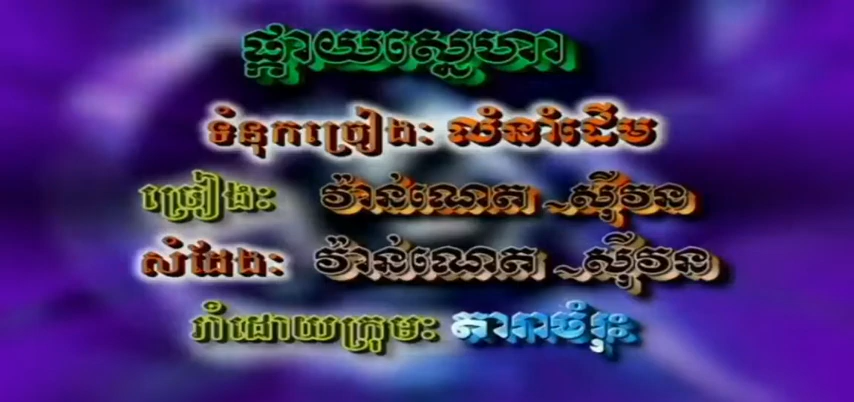 ផ្កាយស្នេហា
ទំនុកច្រៀងៈ លំនាំដើម
ច្រៀងៈ វ៉ាន់ណេត ~ស៊ីវន
សំដែងៈ វ៉ាន់ណេត ~ស៊ីវន
រាំដោយក្រុមៈ តារាចំរុះ